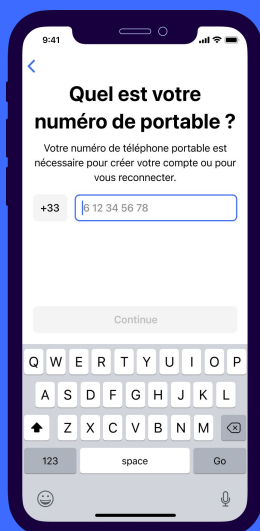 9:41
Quel est votre
numéro de portable ?
Votre numéro de téléphone portable est
nécessaire pour créer votre compte ou pour
vous reconnecter.
+33 6 12 34 56 78
Continue
Q W E R T Y U I O P
A S D F G H J K L
Z X C V B N M
123 space Go